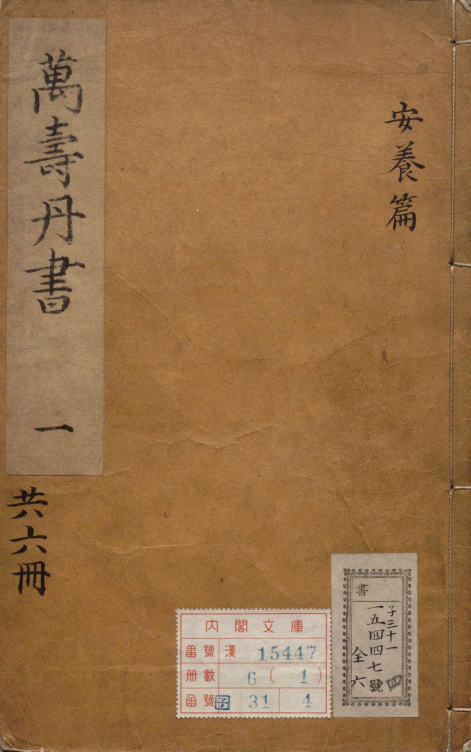 安養篇
萬壽丹書 一
共六冊
內閣文庫
番號 漢 15447
冊數 6 ( 1 )
函號 子 31 4
書
子三十一
一五四四七號
全六
四